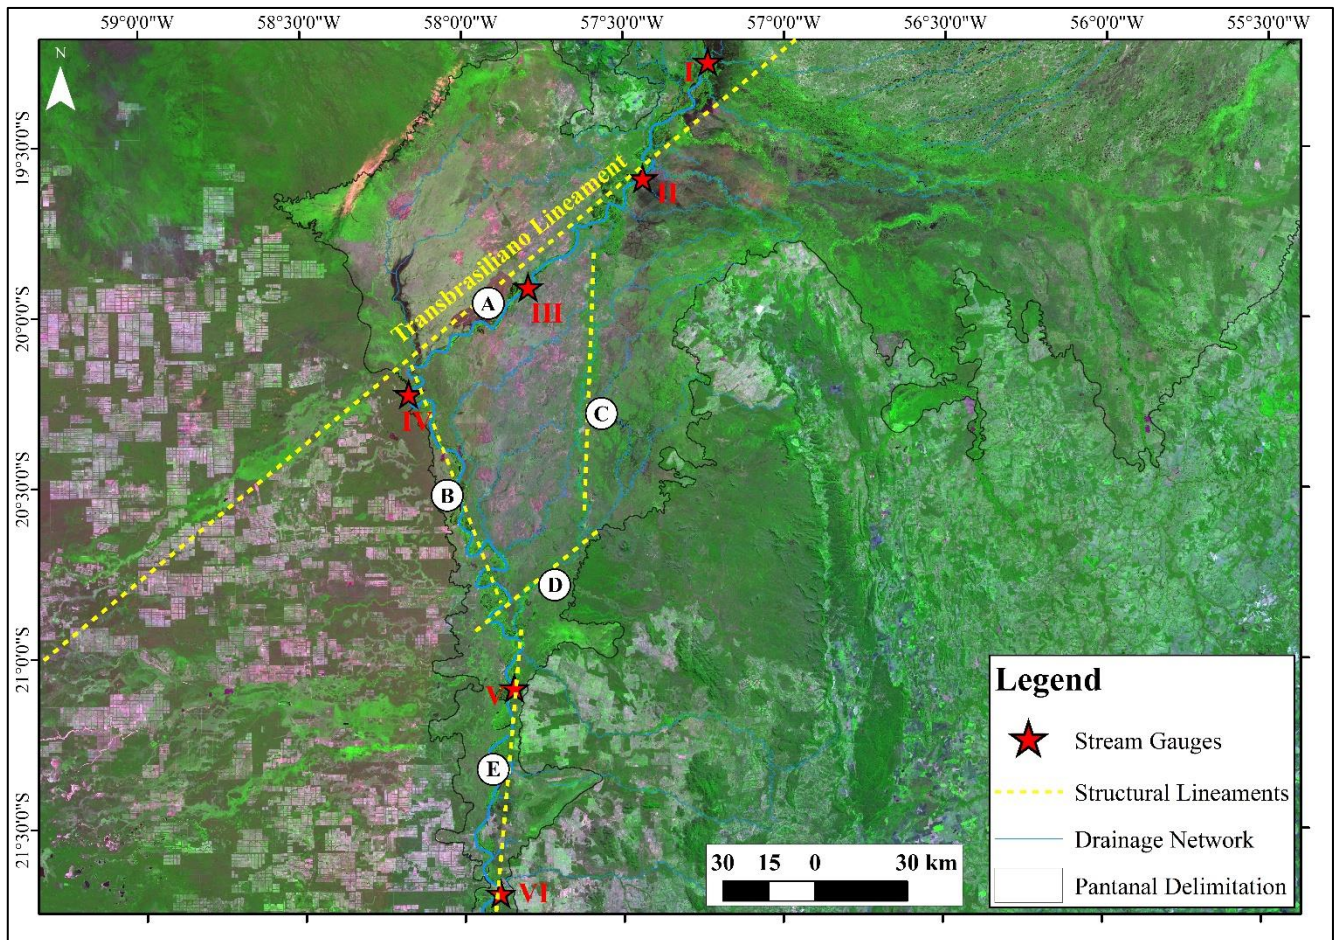 59°0'0"W
58°30'0"W
58°0'0"W
57°30'0"W
57°0'0"W
56°30'0"W
56°0'0"W
55°30'0"W
N
I
19°30'0"S
II
Transbrasiliano Lineament
A
III
20°0'0"S
IV
C
B
20°30'0"S
D
21°0'0"S
V
E
21°30'0"S
VI
Legend
Stream Gauges
Structural Lineaments
Drainage Network
Pantanal Delimitation
30 15 0 30 km